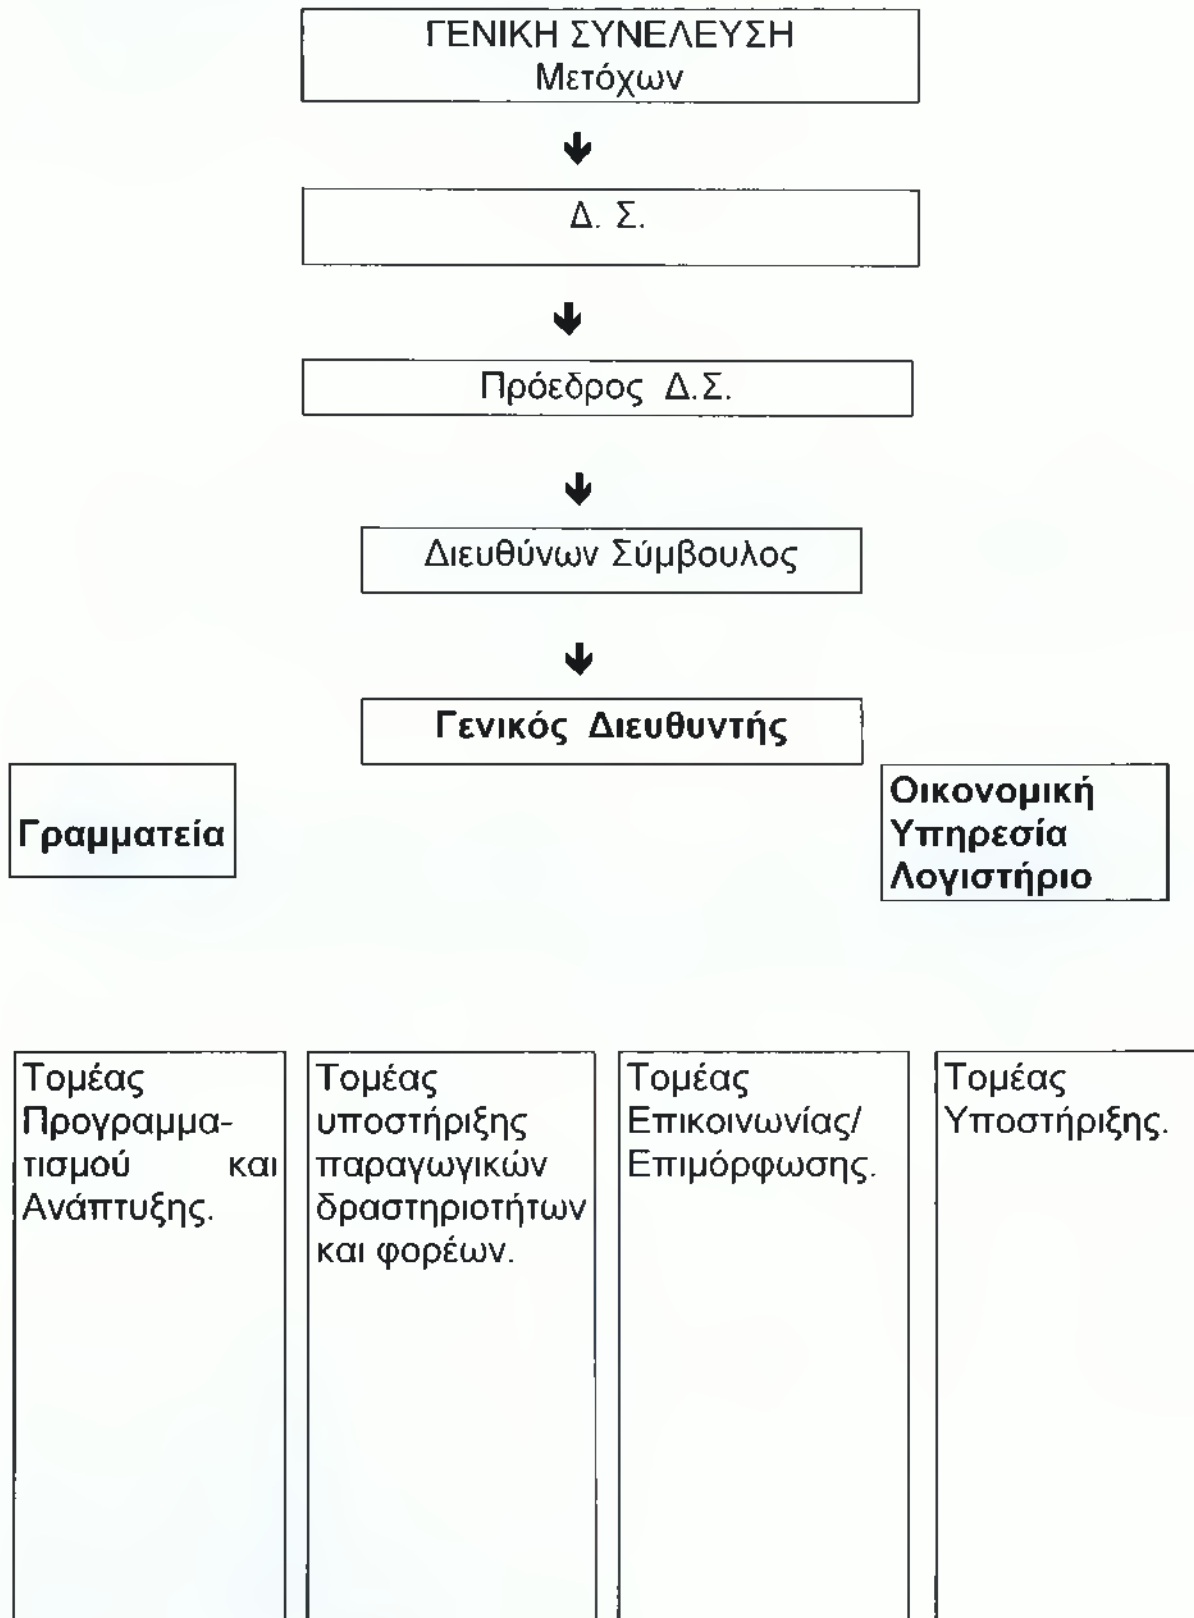 ΓΕΝΙΚΗ ΣΥΝΕΛΕΥΣΗ
Μετόχων
Δ. Σ.
Πρόεδρος Δ.Σ.
Διευθύνων Σύμβουλος
Γενικός Διευθυντής
Γραμματεία
Οικονομική
Υπηρεσία
Λογιστήριο
Τομέας
Προγραμμα-
τισμού και
Ανάπτυξης.
Τομέας
υποστήριξης
παραγωγικών
δραστηριοτήτων
και φορέων.
Τομέας
Επικοινωνίας/
Επιμόρφωσης.
Τομέας
Υποστήριξης.